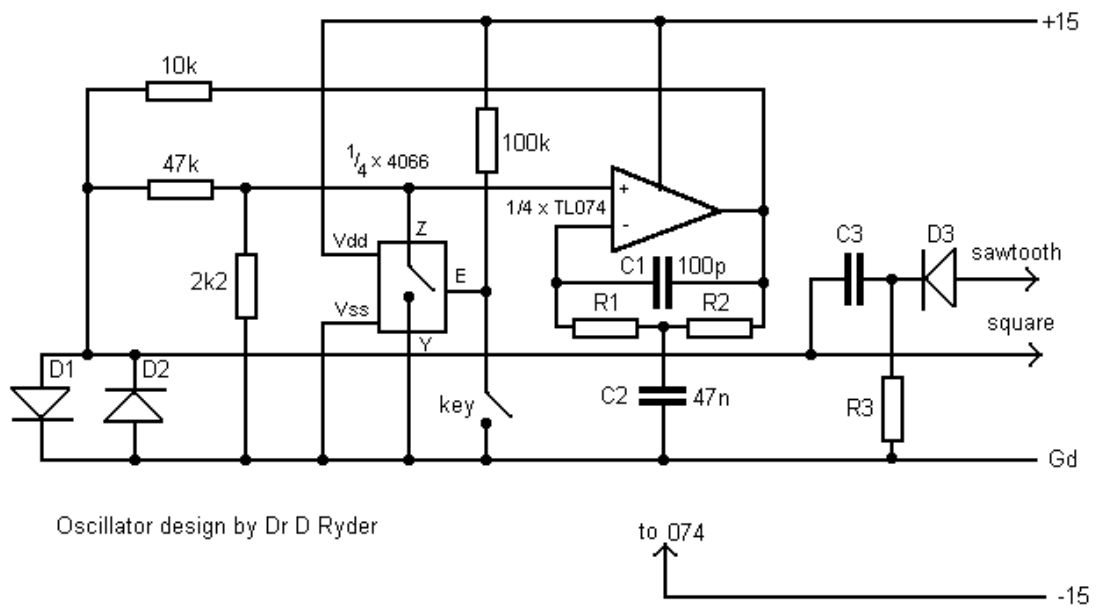 +15
10k
100k
47k
1/4 x 4066
+
1/4 x TL074
-
Z
Vdd
C3
D3
C1
100p
sawtooth
2k2
E
R1
R2
Vss
square
Y
D1
D2
C2
47n
key
R3
Gd
Oscillator design by Dr D Ryder
to 074
-15